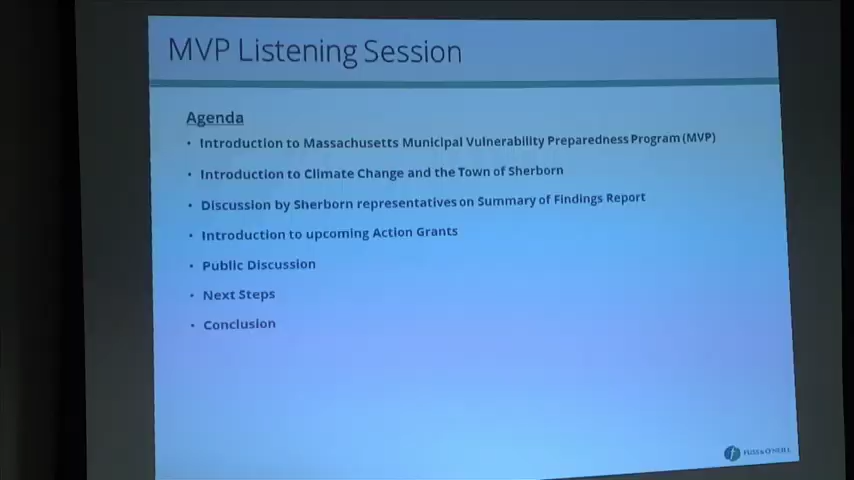 MVP Listening Session
Agenda
• Introduction to Massachusetts Municipal Vulnerability Preparedness Program (MVP)
• Introduction to Climate Change and the Town of Sherborn
• Discussion by Sherborn representatives on Summary of Findings Report
• Introduction to upcoming Action Grants
• Public Discussion
• Next Steps
• Conclusion
FUSS & O'NEILL